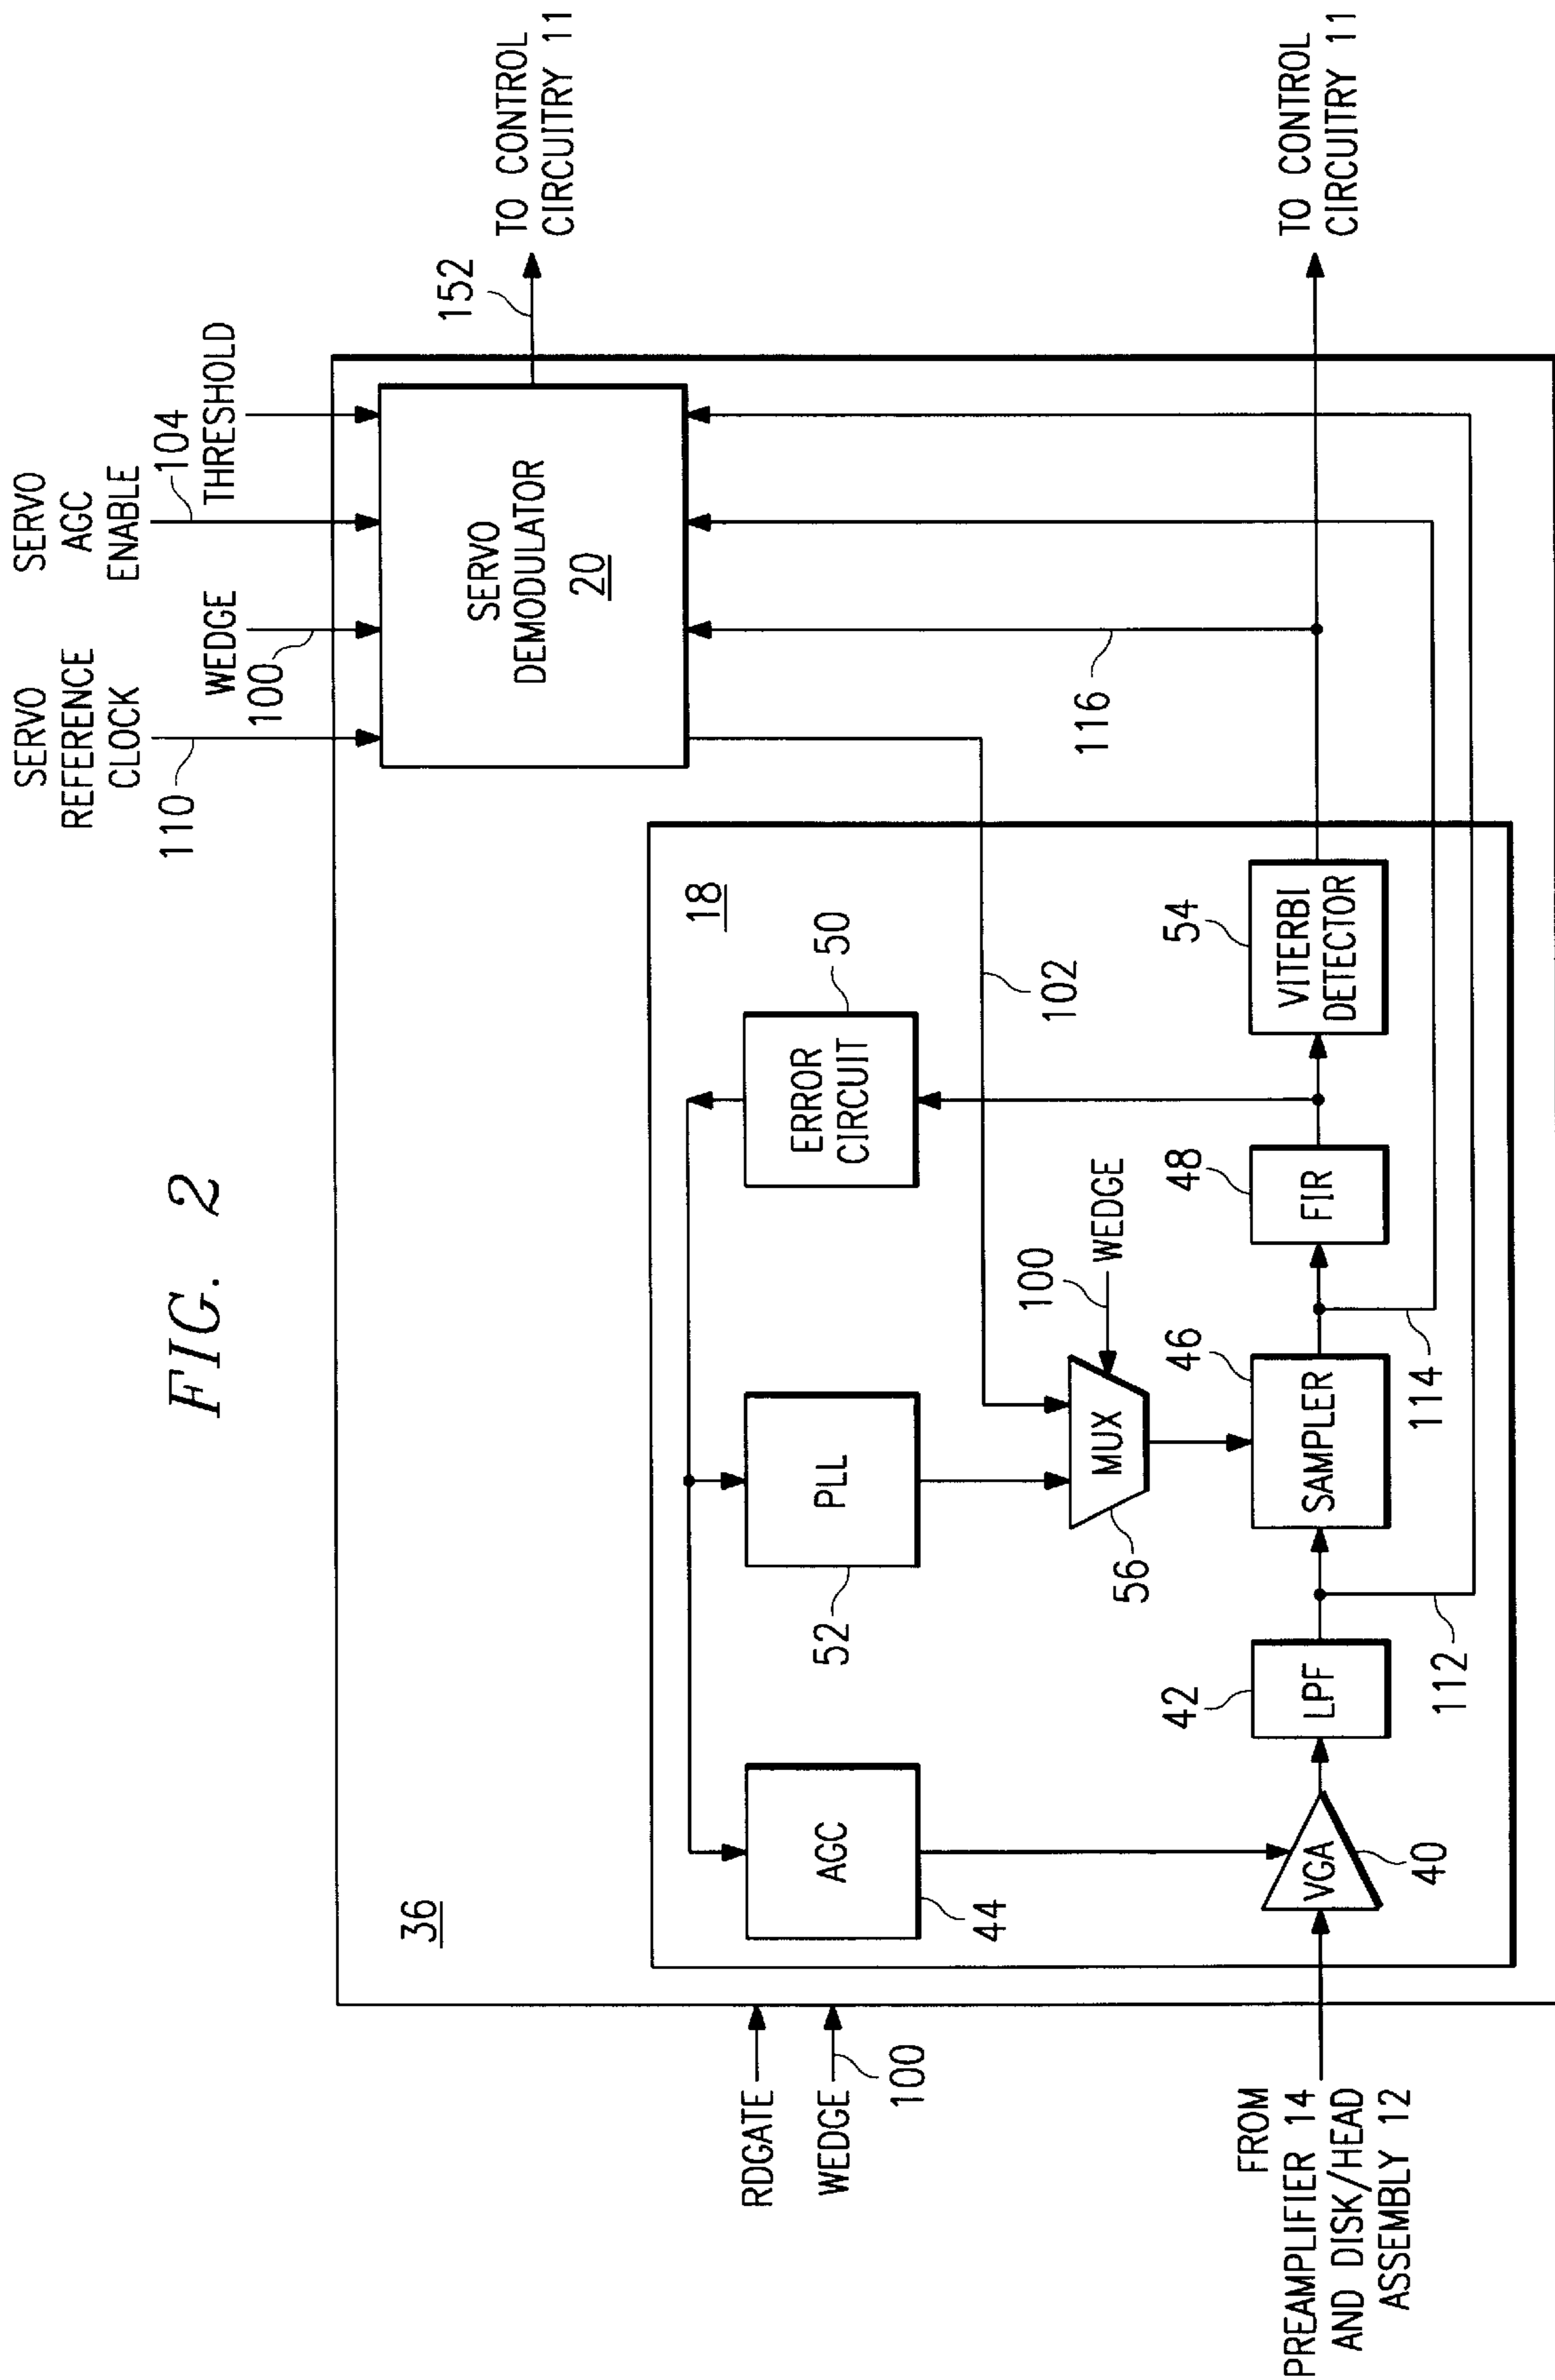 FIG. 2
SERVO
REFERENCE
CLOCK
110
WEDGE
100
SERVO
AGC
ENABLE
104
THRESHOLD
36
SERVO
DEMODULATOR
20
152
TO CONTROL
CIRCUITRY 11
18
RDGATE
WEDGE
100
AGC
44
PLL
52
ERROR
CIRCUIT
50
102
116
MUX
56
100
WEDGE
FROM
PREAMPLIFIER 14
AND DISK/HEAD
ASSEMBLY 12
VGA
40
LPF
42
112
SAMPLER
46
114
FIR
48
VITERBI
DETECTOR
54
TO CONTROL
CIRCUITRY 11